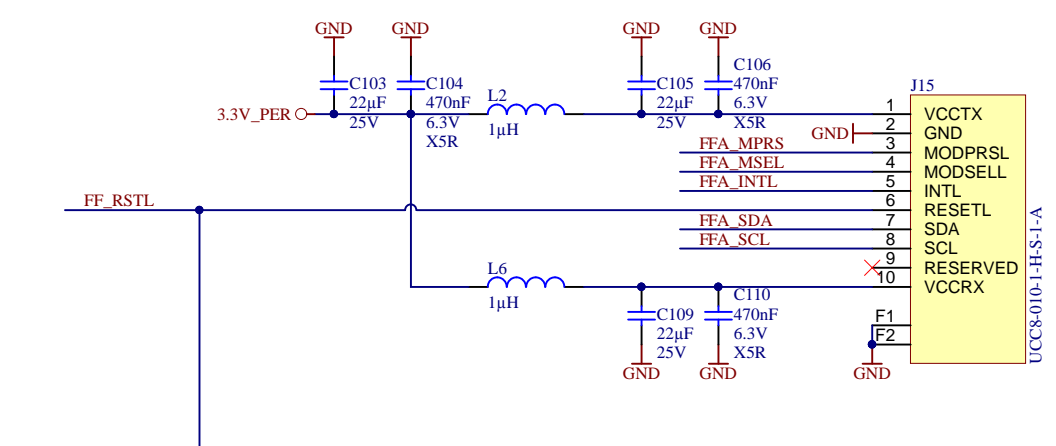 GND GND GND GND
C103 22µF 25V
C104 470nF 6.3V X5R
L2 1µH
C105 22µF 25V
C106 470nF 6.3V X5R
3.3V_PER
J15
1 VCCTX
GND 2 GND
FFA_MPRS 3 MODPRSL
FFA_MSEL 4 MODSELL
FFA_INTL 5 INTL
FF_RSTL 6 RESETL
FFA_SDA 7 SDA
FFA_SCL 8 SCL
9 RESERVED
10 VCCRX
L6 1µH
C109 22µF 25V
C110 470nF 6.3V X5R
F1
F2
GND GND GND
UCC8-010-1-H-S-1-A